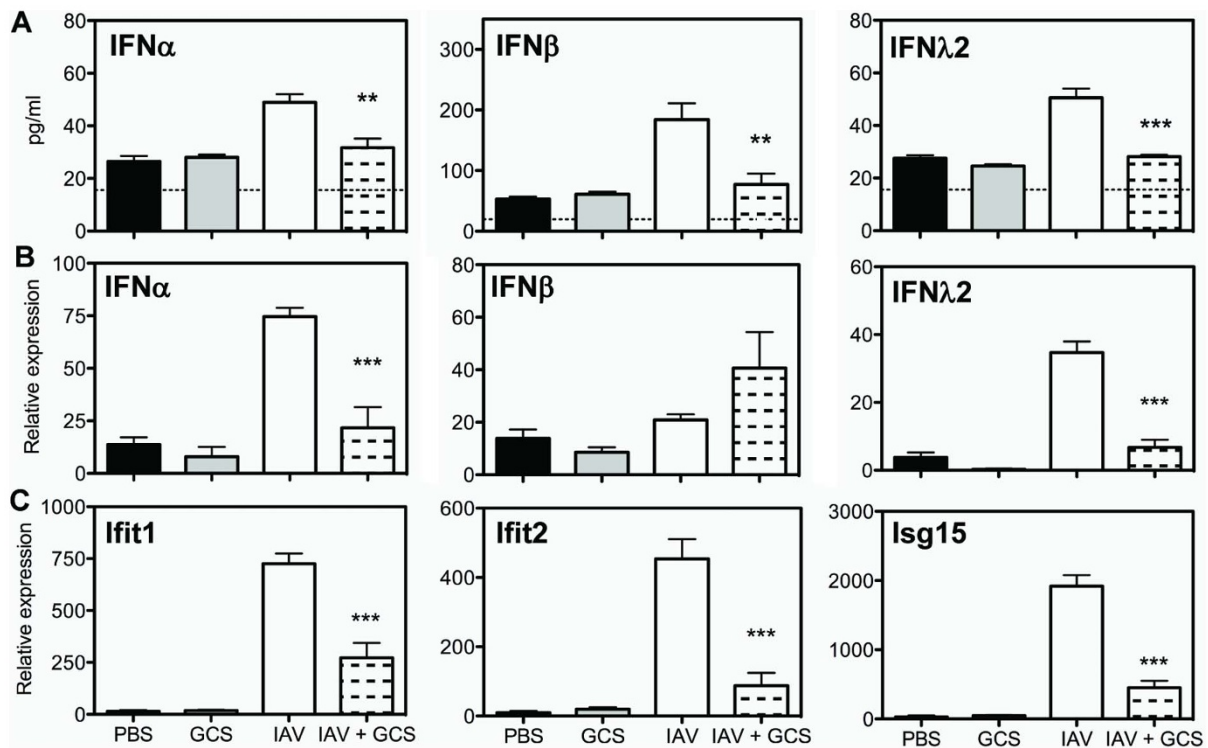 A
IFNα
IFNβ
IFNλ2
pg/ml
80
60
40
20
0
**
300
200
100
0
**
80
60
40
20
0
***
B
IFNα
IFNβ
IFNλ2
Relative expression
100
75
50
25
0
***
80
60
40
20
0
60
40
20
0
***
C
Ifit1
Ifit2
Isg15
Relative expression
1000
750
500
250
0
***
600
400
200
0
***
3000
2000
1000
0
***
PBS GCS IAV IAV + GCS
PBS GCS IAV IAV + GCS
PBS GCS IAV IAV + GCS